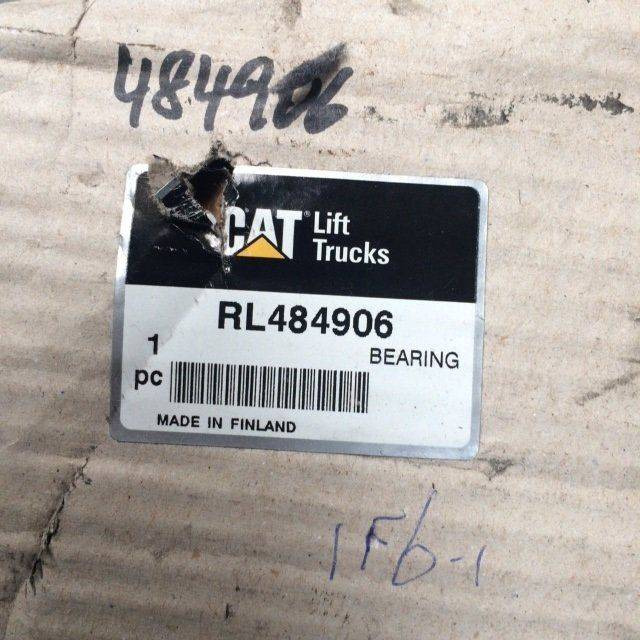 484906
CAT® Lift
Trucks
RL484906
1
pc
BEARING
MADE IN FINLAND
1F6-1